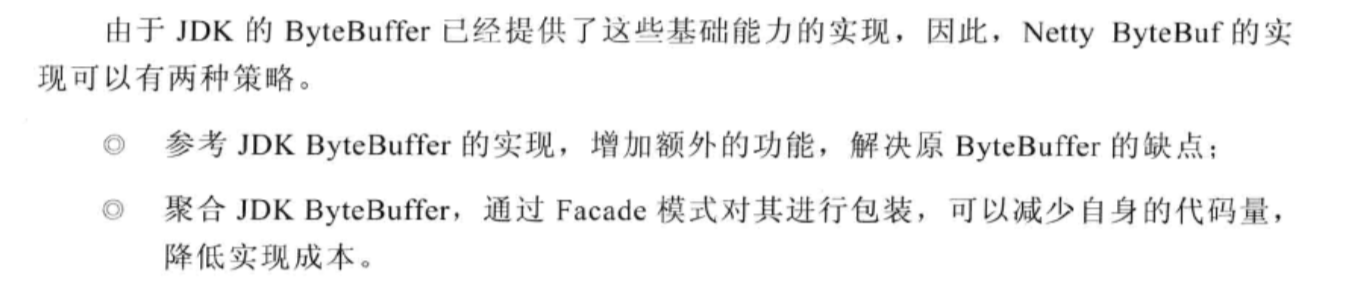 由于 JDK 的 ByteBuffer 已经提供了这些基础能力的实现，因此，Netty ByteBuf 的实
现可以有两种策略。
◎ 参考 JDK ByteBuffer 的实现，增加额外的功能，解决原 ByteBuffer 的缺点；
◎ 聚合 JDK ByteBuffer，通过 Facade 模式对其进行包装，可以减少自身的代码量，
降低实现成本。